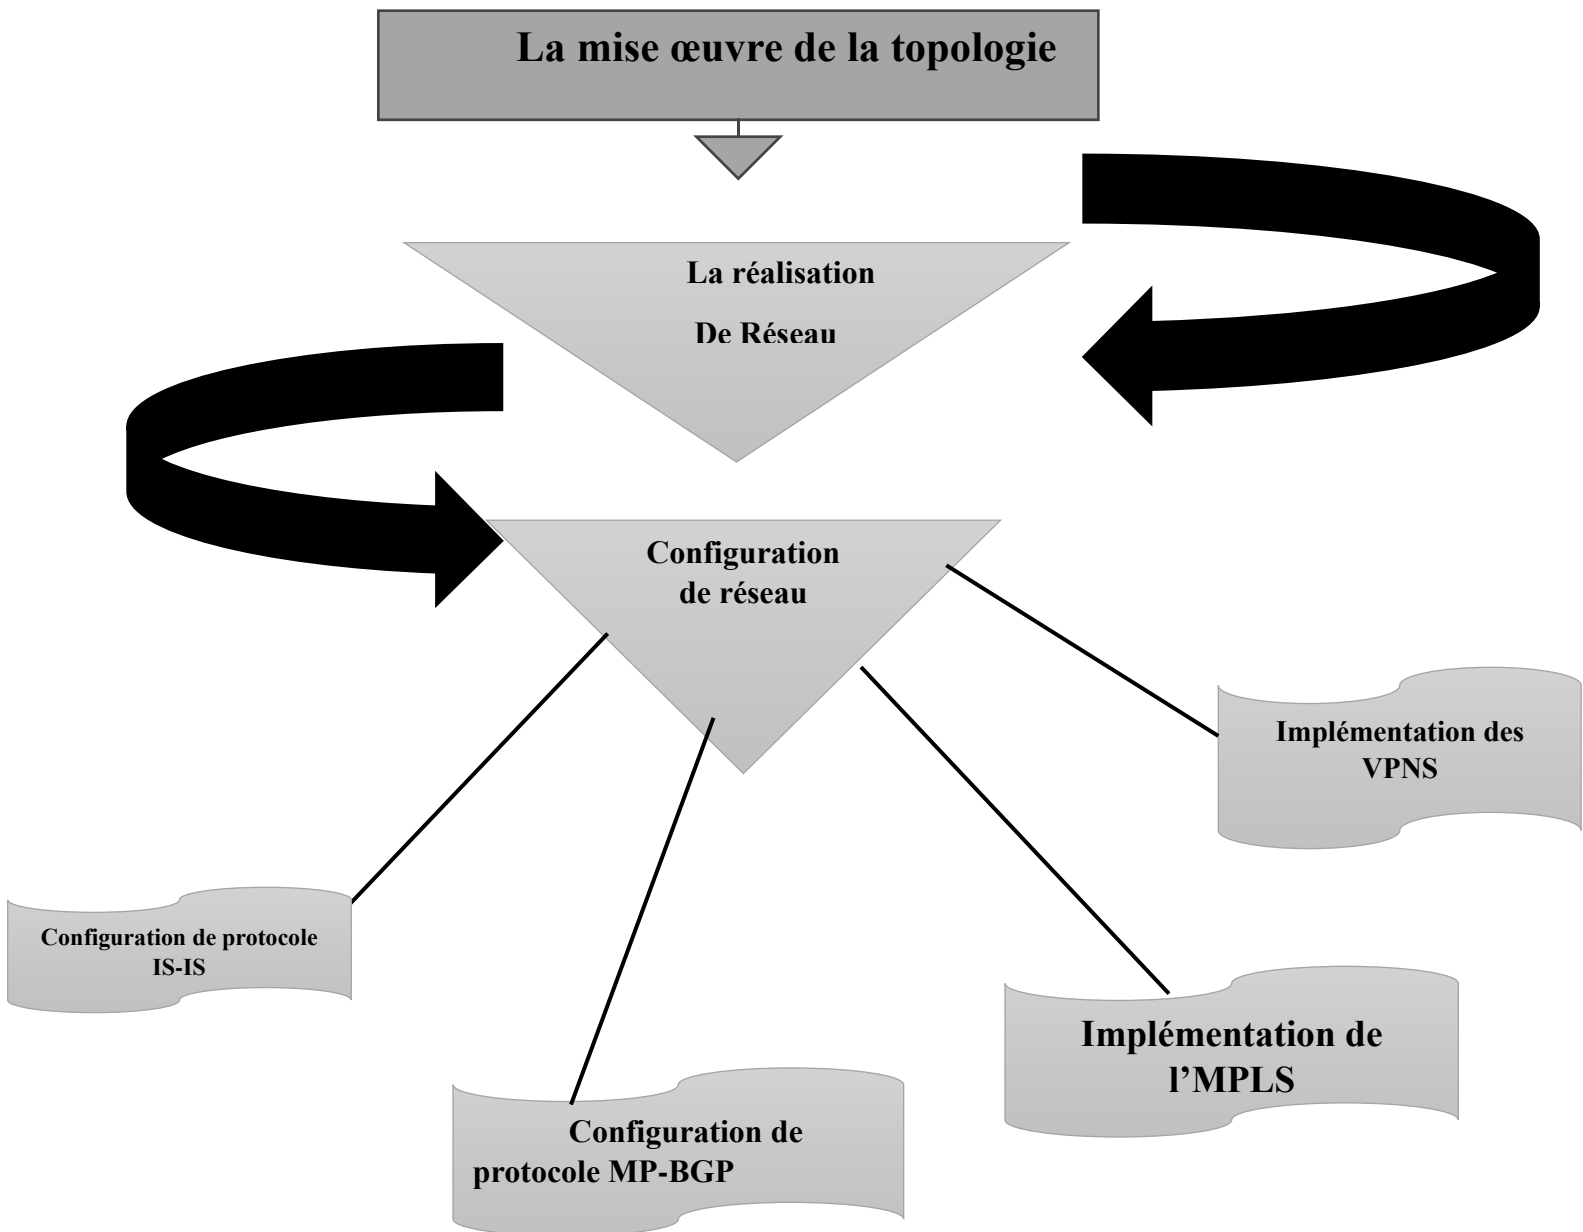 La mise œuvre de la topologie
La réalisation
De Réseau
Configuration
de réseau
Implémentation des
VPNS
Configuration de protocole
IS-IS
Implémentation de
l’MPLS
Configuration de
protocole MP-BGP